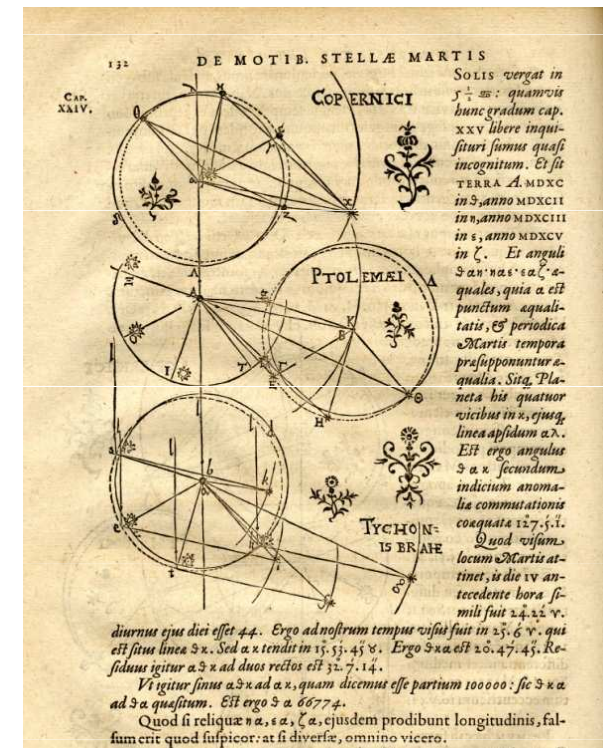 132
DE MOTIB. STELLÆ MARTIS
CAP.
XXIV.
COPERNICI
PTOLEMÆI
TYCHON=
IS BRAHE
SOLIS vergat in
5 ½ ♒: quamvis
hunc gradum cap.
XXV libere inqui-
situri sumus quasi
incognitum. Et sit
TERRA A. MDXC
in ϑ, anno MDXCII
in η, anno MDXCIII
in ε, anno MDXCV
in ζ. Et anguli
ϑαη·ηαε·εαζ·æ-
quales, quia α est
punctum æquali-
tatis, & periodica
Martis tempora
præsupponuntur æ-
qualia. Sitq́ Pla-
neta his quatuor
vicibus in κ, ejusq́
linea apsidum αλ.
Est ergo angulus
ϑακ secundum
indicium anoma-
liæ commutationis
coæquatæ 127.5.1.
Quod visum
locum Martis at-
tinet, is die IV an-
tecedente hora si-
mili fuit 24.22 ♈.
diurnus ejus diei esset 44. Ergo ad nostrum tempus visus fuit in 25.6 ♈. qui
est situs linea ϑκ. Sed ακ tendit in 15.53.45 ♉. Ergo ϑκα est 20.47.45. Re-
siduus igitur αϑκ ad duos rectos est 32.7.14.
Vt igitur sinus αϑκ ad ακ, quam dicemus esse partium 100000: sic ϑκα
ad ϑα quæsitum. Est ergo ϑα 66774.
Quod si reliquæ ηα, εα, ζα, ejusdem prodibunt longitudinis, fal-
sum erit quod suspicor: at si diversæ, omnino vicero.